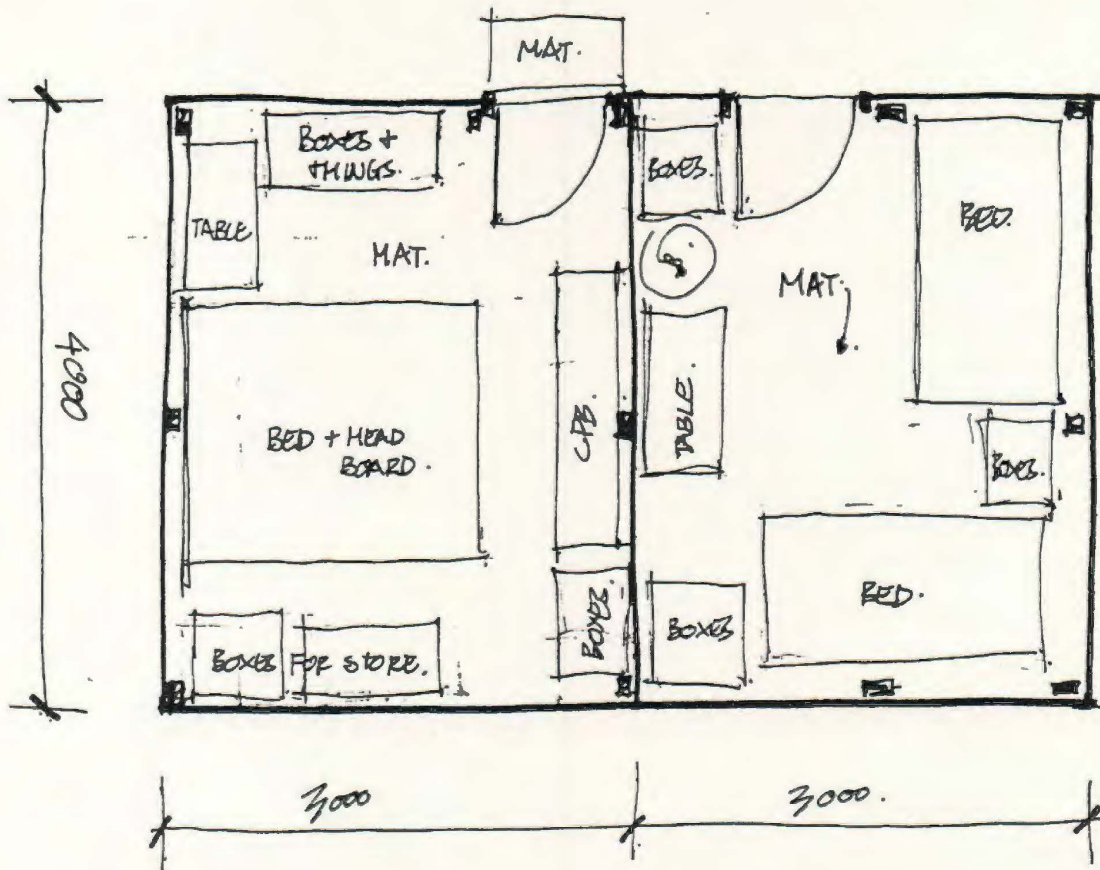 MAT.
BOXES +
THINGS.
BOXES.
BED.
TABLE
MAT.
MAT.
4000
BED + HEAD
BOARD.
CPB.
TABLE.
BOXES.
BOXES
FOR STORE.
BOXES.
BOXES
BED.
3000
3000.